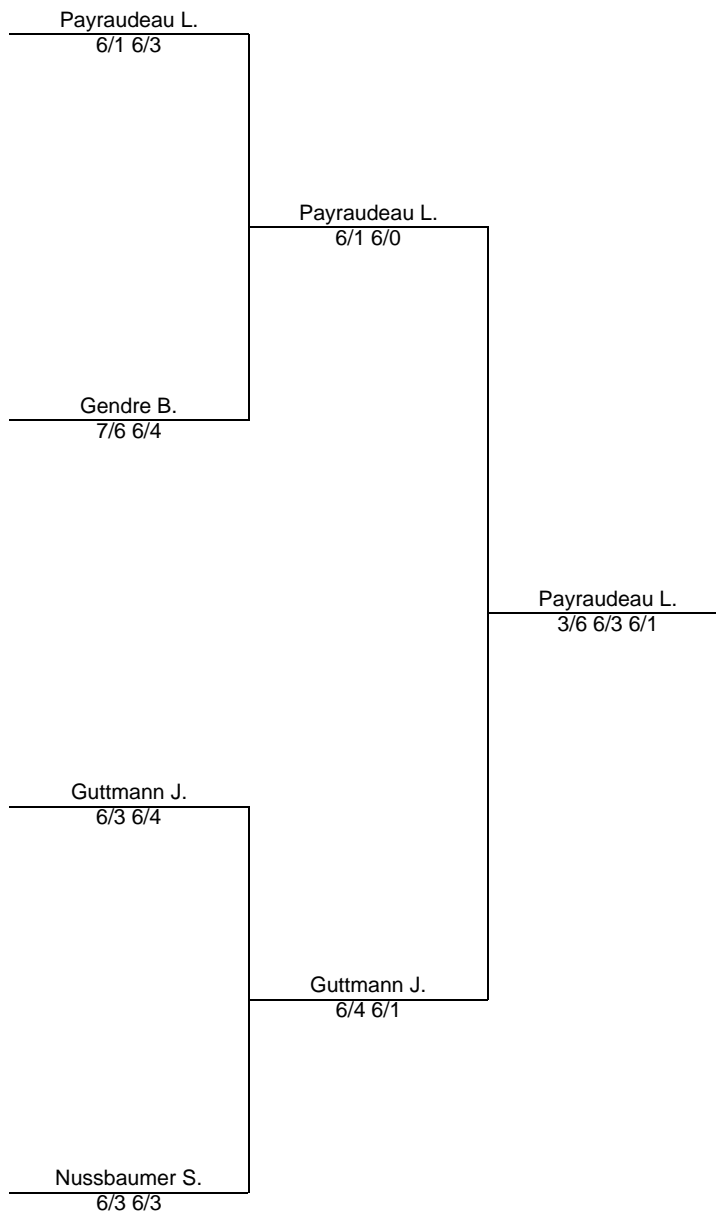 Payraudeau L.
6/1 6/3
Payraudeau L.
6/1 6/0
Gendre B.
7/6 6/4
Payraudeau L.
3/6 6/3 6/1
Guttmann J.
6/3 6/4
Guttmann J.
6/4 6/1
Nussbaumer S.
6/3 6/3